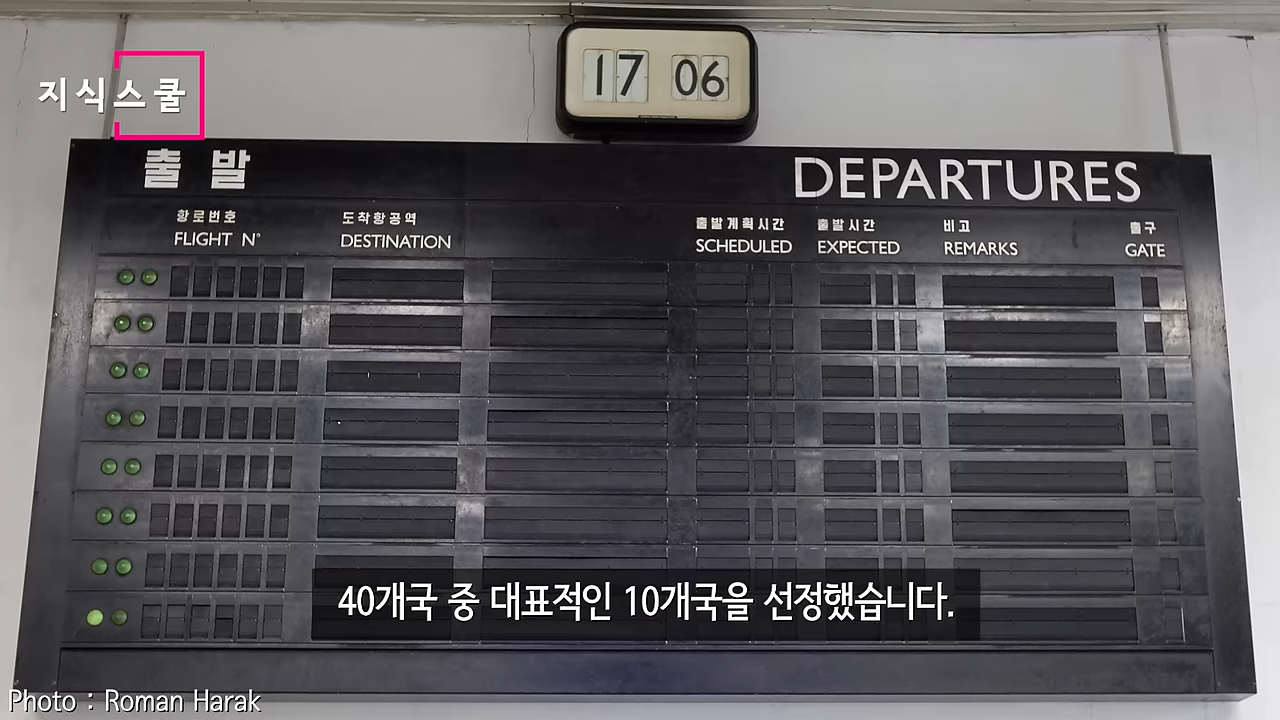 17 06
지식스쿨
출발 DEPARTURES
항로번호 도착항공역 출발계획시간 출발시간 비고 출구
FLIGHT N° DESTINATION SCHEDULED EXPECTED REMARKS GATE
40개국 중 대표적인 10개국을 선정했습니다.
Photo : Roman Harak